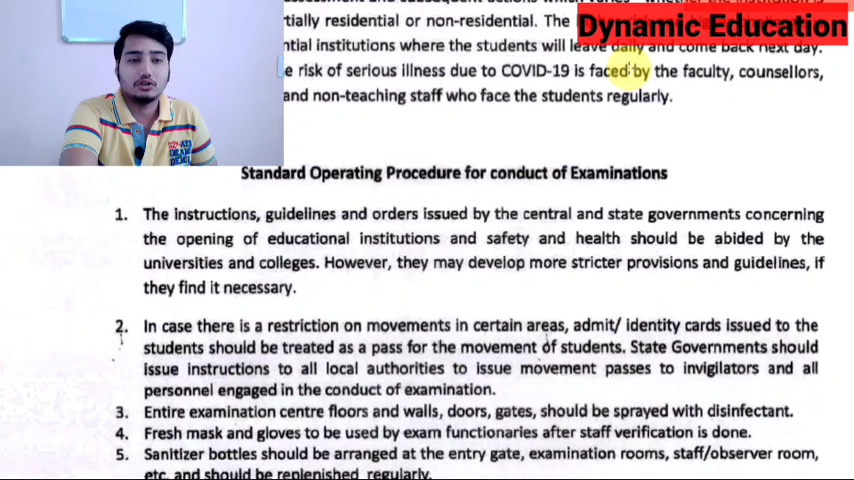 Dynamic Education
rtially residential or non-residential. The
ntial institutions where the students will leave daily and come back next day.
e risk of serious illness due to COVID-19 is faced by the faculty, counsellors,
and non-teaching staff who face the students regularly.
Standard Operating Procedure for conduct of Examinations
1. The instructions, guidelines and orders issued by the central and state governments concerning
the opening of educational institutions and safety and health should be abided by the
universities and colleges. However, they may develop more stricter provisions and guidelines, if
they find it necessary.
2. In case there is a restriction on movements in certain areas, admit/ identity cards issued to the
students should be treated as a pass for the movement of students. State Governments should
issue instructions to all local authorities to issue movement passes to invigilators and all
personnel engaged in the conduct of examination.
3. Entire examination centre floors and walls, doors, gates, should be sprayed with disinfectant.
4. Fresh mask and gloves to be used by exam functionaries after staff verification is done.
5. Sanitizer bottles should be arranged at the entry gate, examination rooms, staff/observer room,
etc. and should be replenished regularly.